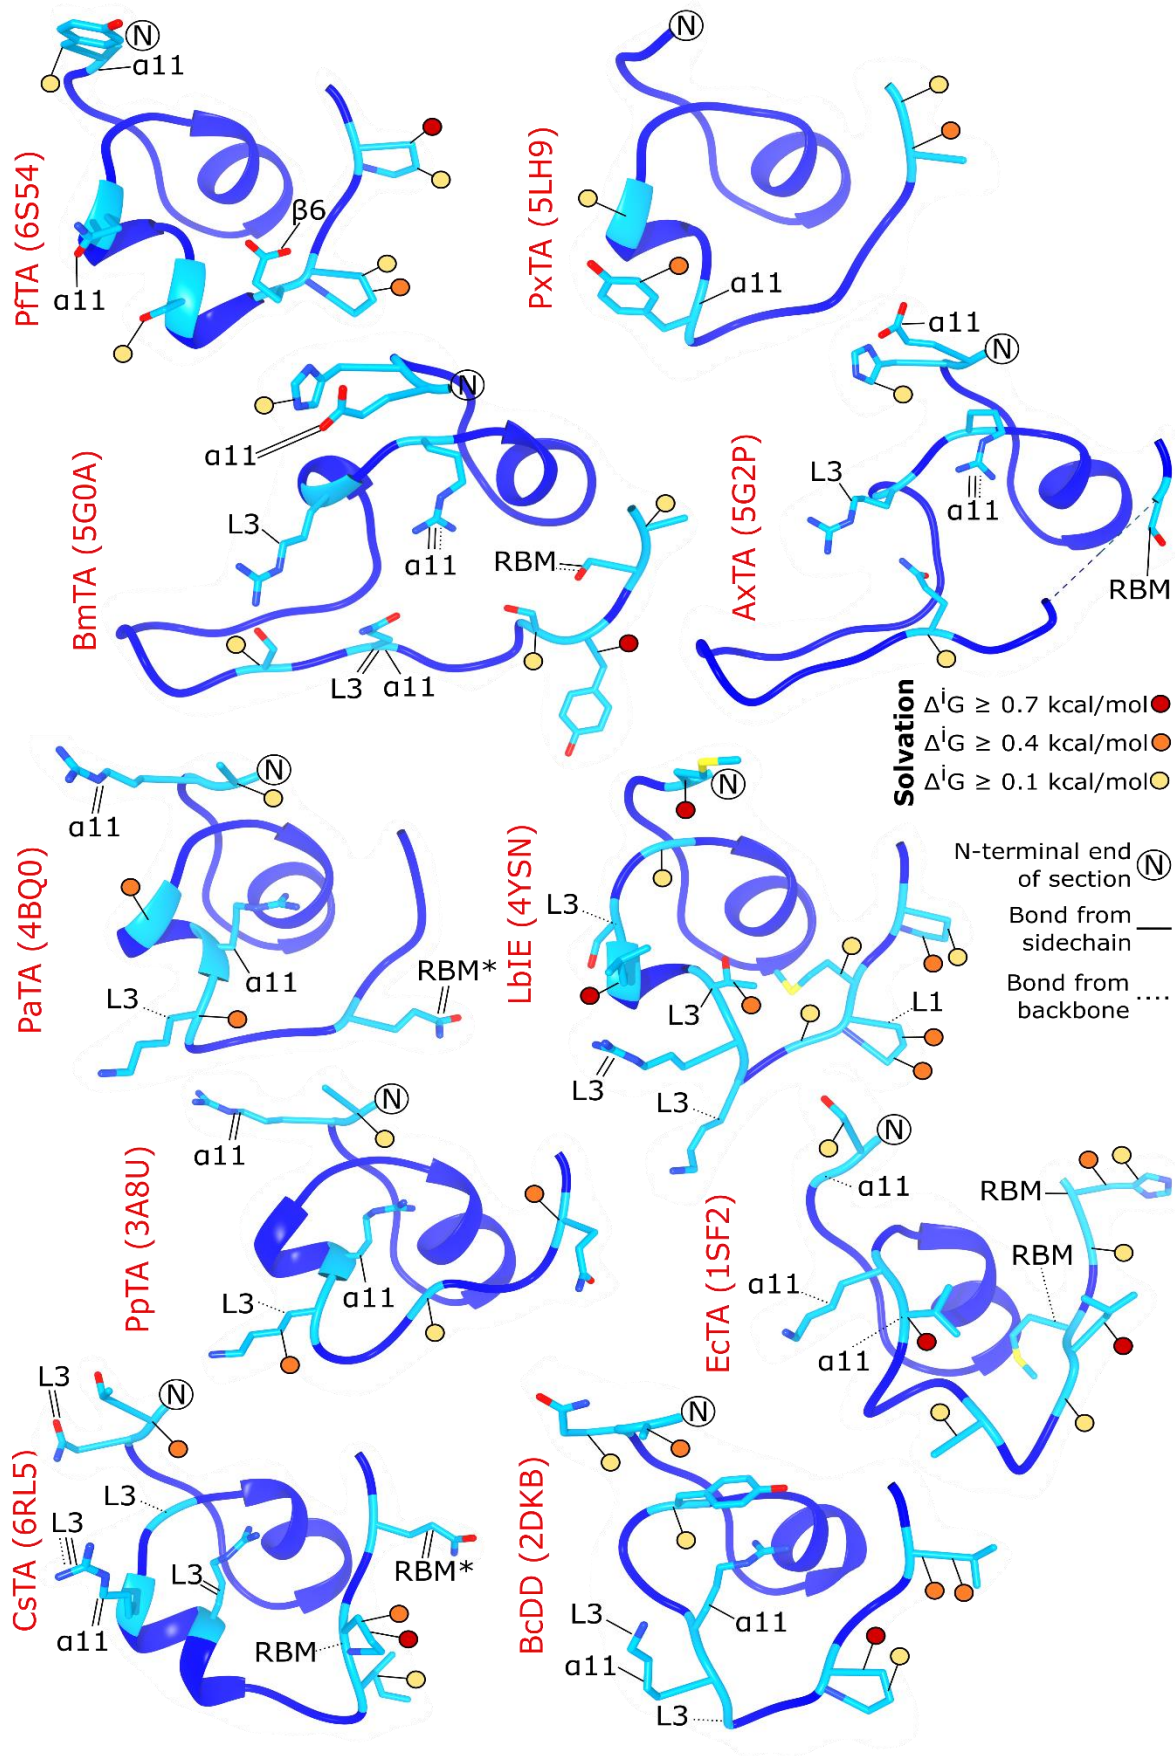 N
α11
PfTA (6S54)
β6
α11
N
PxTA (5LH9)
α11
N
α11
BmTA (5G0A)
L3
α11
RBM
L3 α11
α11
N
AxTA (5G2P)
L3
α11
RBM
Solvation
ΔⁱG ≥ 0.7 kcal/mol
ΔⁱG ≥ 0.4 kcal/mol
ΔⁱG ≥ 0.1 kcal/mol
N-terminal end
of section
N
Bond from
sidechain
Bond from
backbone
N
α11
PaTA (4BQ0)
α11
L3
RBM*
N
LbIE (4YSN)
L3
L3
L1
L3
L3
N
α11
PpTA (3A8U)
L3
α11
N
α11
RBM
EcTA (1SF2)
RBM
α11
α11
L3
N
CsTA (6RL5)
L3
L3
L3
α11
RBM*
RBM
N
BcDD (2DKB)
α11
L3
α11
L3